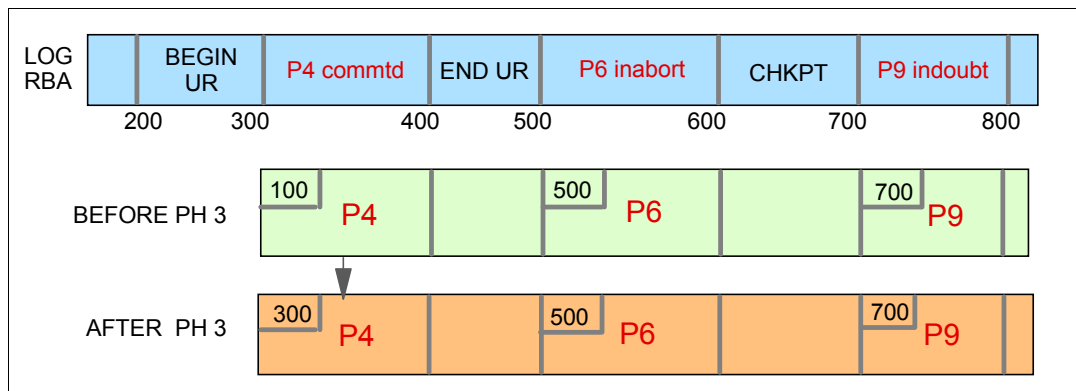 LOG RBA
BEGIN UR
P4 commtd
END UR
P6 inabort
CHKPT
P9 indoubt
200 300 400 500 600 700 800
BEFORE PH 3
100 P4
500 P6
700 P9
AFTER PH 3
300 P4
500 P6
700 P9